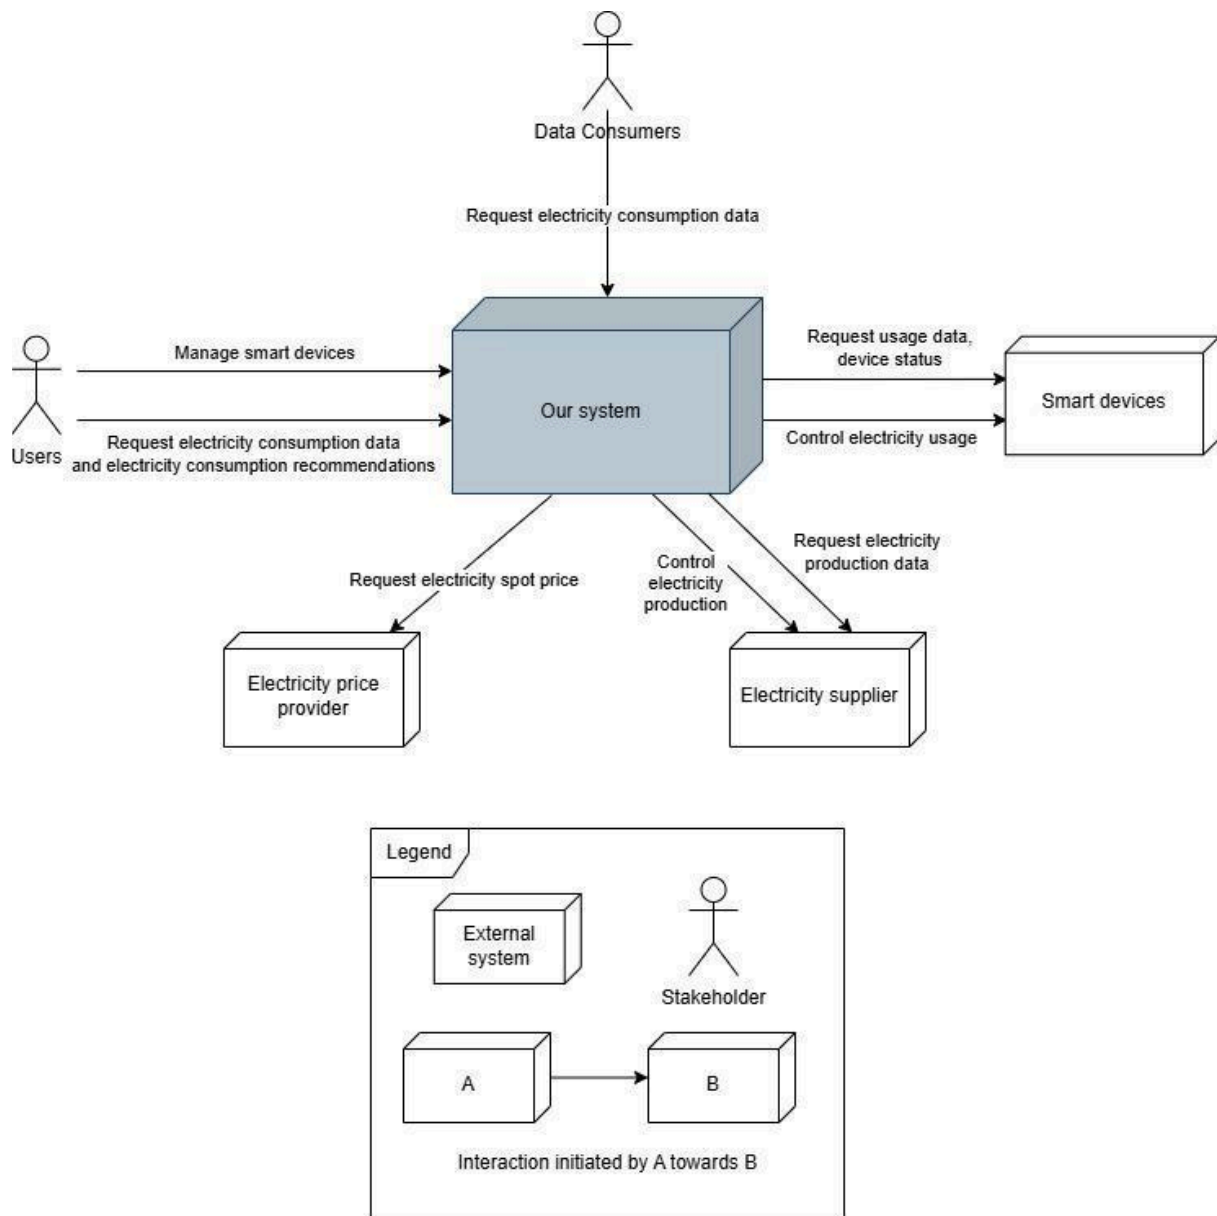 Data Consumers
Request electricity consumption data
Manage smart devices
Request usage data,
device status
Our system
Smart devices
Control electricity usage
Users
Request electricity consumption data
and electricity consumption recommendations
Request electricity spot price
Control
electricity
production
Request electricity
production data
Electricity price
provider
Electricity supplier
Legend
External
system
Stakeholder
A
B
Interaction initiated by A towards B